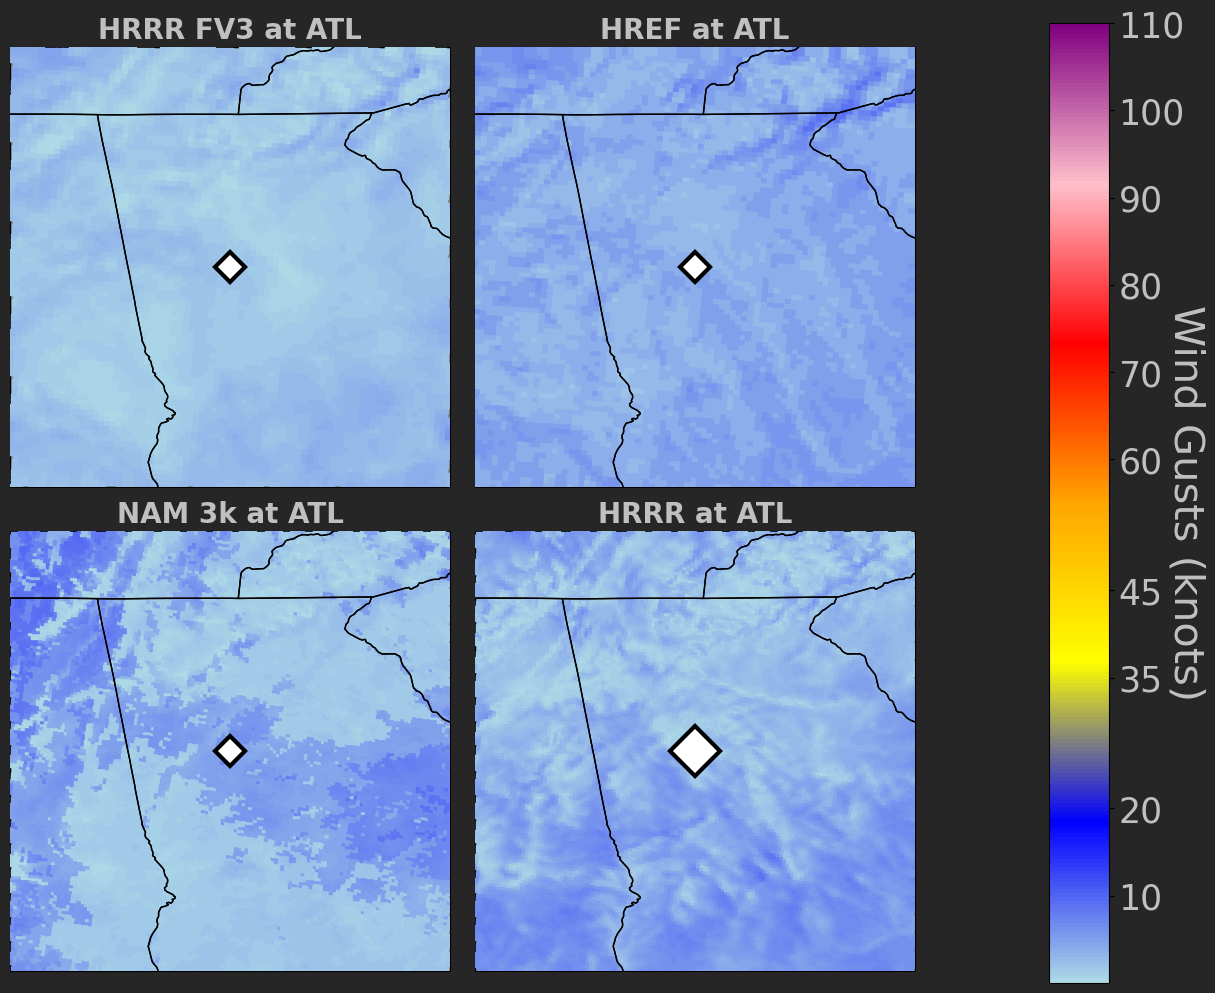 HRRR FV3 at ATL
HREF at ATL
NAM 3k at ATL
HRRR at ATL
110
100
90
80
70
60
45
35
20
10
Wind Gusts (knots)